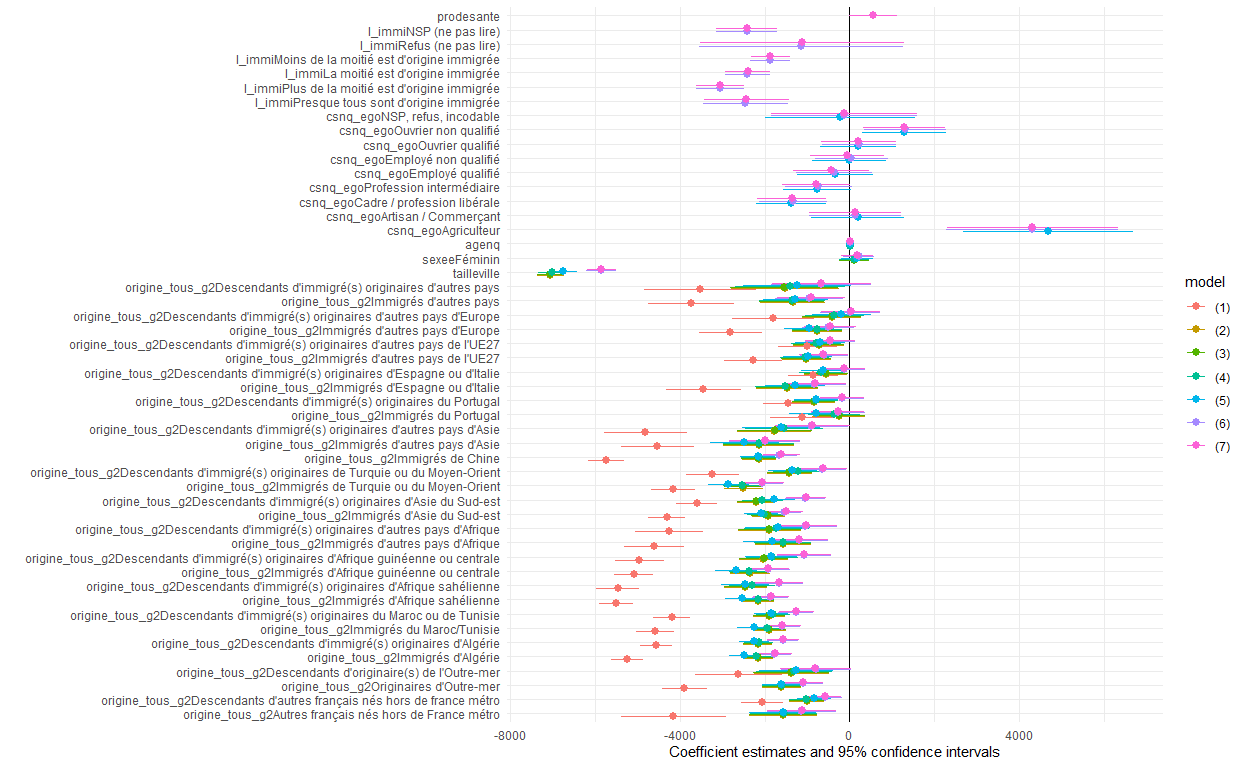 prodesante
l_immiNSP (ne pas lire)
l_immiRefus (ne pas lire)
l_immiMoins de la moitié est d'origine immigrée
l_immiLa moitié est d'origine immigrée
l_immiPlus de la moitié est d'origine immigrée
l_immiPresque tous sont d'origine immigrée
csnq_egoNSP, refus, incodable
csnq_egoOuvrier non qualifié
csnq_egoOuvrier qualifié
csnq_egoEmployé non qualifié
csnq_egoEmployé qualifié
csnq_egoProfession intermédiaire
csnq_egoCadre / profession libérale
csnq_egoArtisan / Commerçant
csnq_egoAgriculteur
agenq
sexeeFéminin
tailleville
origine_tous_g2Descendants d'immigré(s) originaires d'autres pays
origine_tous_g2Immigrés d'autres pays
origine_tous_g2Descendants d'immigré(s) originaires d'autres pays d'Europe
origine_tous_g2Immigrés d'autres pays d'Europe
origine_tous_g2Descendants d'immigré(s) originaires d'autres pays de l'UE27
origine_tous_g2Immigrés d'autres pays de l'UE27
origine_tous_g2Descendants d'immigré(s) originaires d'Espagne ou d'Italie
origine_tous_g2Immigrés d'Espagne ou d'Italie
origine_tous_g2Descendants d'immigré(s) originaires du Portugal
origine_tous_g2Immigrés du Portugal
origine_tous_g2Descendants d'immigré(s) originaires d'autres pays d'Asie
origine_tous_g2Immigrés d'autres pays d'Asie
origine_tous_g2Immigrés de Chine
origine_tous_g2Descendants d'immigré(s) originaires de Turquie ou du Moyen-Orient
origine_tous_g2Immigrés de Turquie ou du Moyen-Orient
origine_tous_g2Descendants d'immigré(s) originaires d'Asie du Sud-est
origine_tous_g2Immigrés d'Asie du Sud-est
origine_tous_g2Descendants d'immigré(s) originaires d'autres pays d'Afrique
origine_tous_g2Immigrés d'autres pays d'Afrique
origine_tous_g2Descendants d'immigré(s) originaires d'Afrique guinéenne ou centrale
origine_tous_g2Immigrés d'Afrique guinéenne ou centrale
origine_tous_g2Descendants d'immigré(s) originaires d'Afrique sahélienne
origine_tous_g2Immigrés d'Afrique sahélienne
origine_tous_g2Descendants d'immigré(s) originaires du Maroc ou de Tunisie
origine_tous_g2Immigrés du Maroc/Tunisie
origine_tous_g2Descendants d'immigré(s) originaires d'Algérie
origine_tous_g2Immigrés d'Algérie
origine_tous_g2Descendants d'originaire(s) de l'Outre-mer
origine_tous_g2Originaires d'Outre-mer
origine_tous_g2Descendants d'autres français nés hors de france métro
origine_tous_g2Autres français nés hors de France métro
-8000 -4000 0 4000
Coefficient estimates and 95% confidence intervals
model
(1)
(2)
(3)
(4)
(5)
(6)
(7)